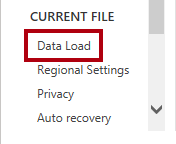 CURRENT FILE
Data Load
Regional Settings
Privacy
Auto recovery